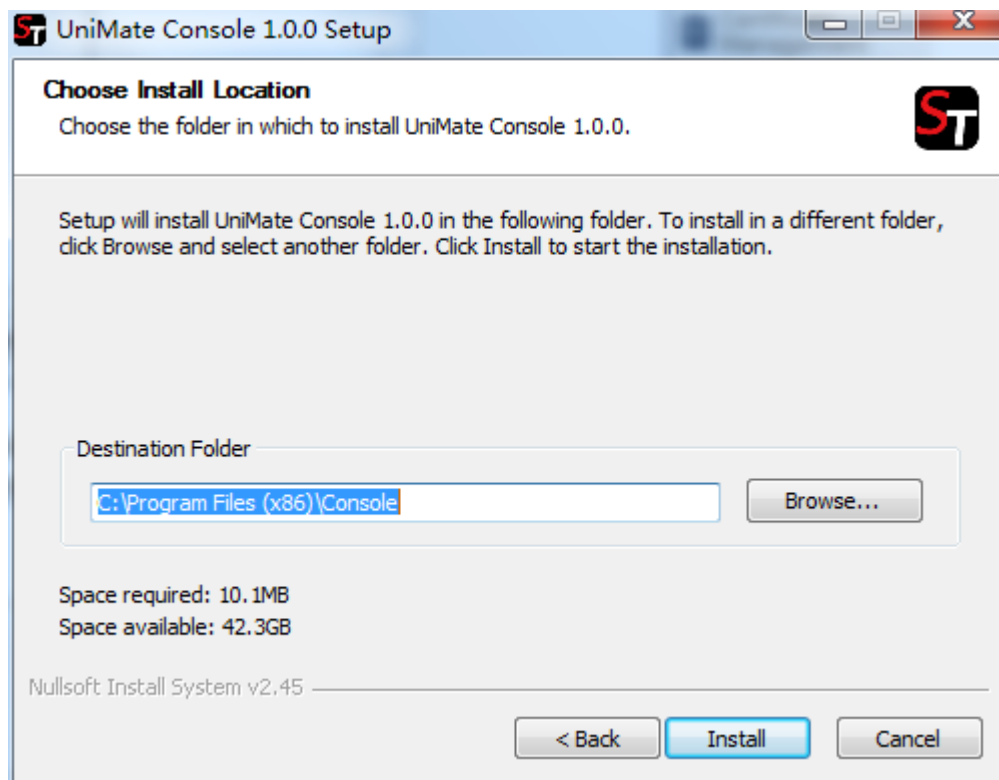 ST UniMate Console 1.0.0 Setup
Choose Install Location
Choose the folder in which to install UniMate Console 1.0.0.
ST
Setup will install UniMate Console 1.0.0 in the following folder. To install in a different folder,
click Browse and select another folder. Click Install to start the installation.
Destination Folder
C:\Program Files (x86)\Console
Browse...
Space required: 10.1MB
Space available: 42.3GB
Nullsoft Install System v2.45
< Back
Install
Cancel